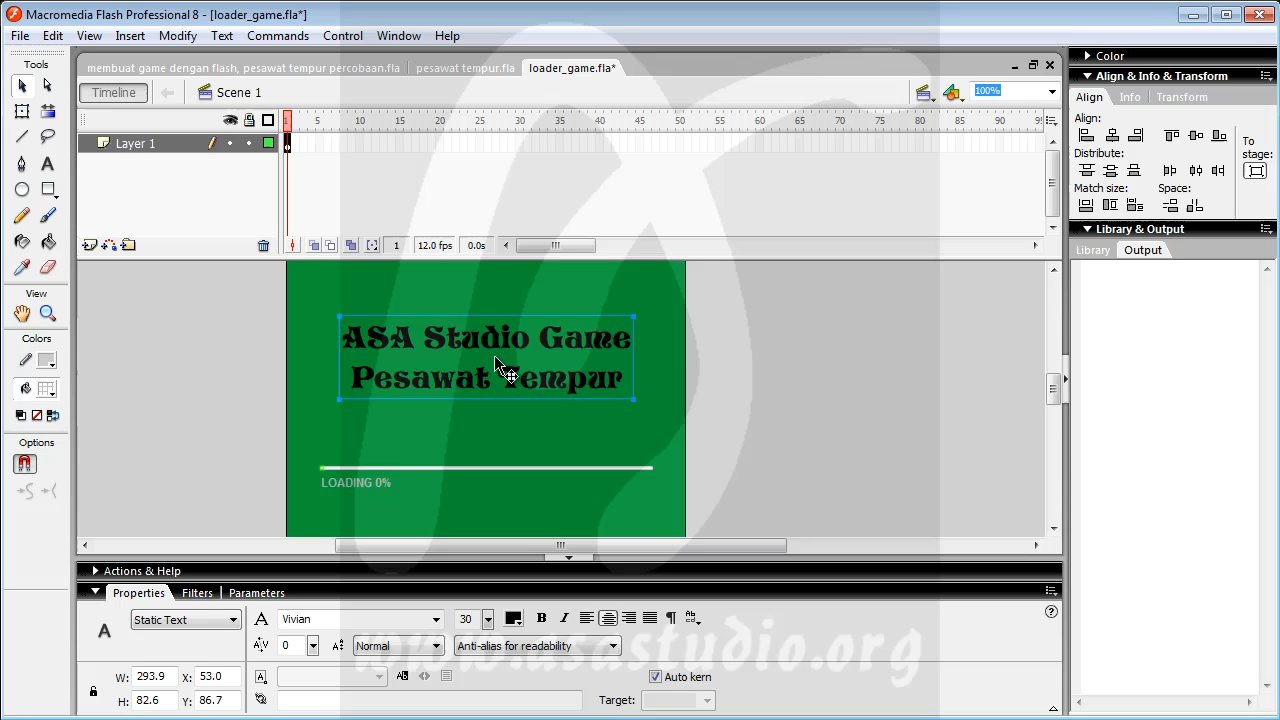 Macromedia Flash Professional 8 - [loader_game.fla*]
File Edit View Insert Modify Text Commands Control Window Help
Tools
membuat game dengan flash, pesawat tempur percobaan.fla pesawat tempur.fla loader_game.fla*
Timeline Scene 1 100%
1 5 10 15 20 25 30 35 40 45 50 55 60 65 70 75 80 85 90 95
Layer 1
1 12.0 fps 0.0s
View
Colors
Options
ASA Studio Game
Pesawat Tempur
LOADING 0%
Color
Align & Info & Transform
Align Info Transform
Align:
Distribute:
To stage:
Match size: Space:
Library & Output
Library Output
Actions & Help
Properties Filters Parameters
Static Text A Vivian 30 B I
A 0 Normal Anti-alias for readability
www.asastudio.org
W: 293.9 X: 53.0 Auto kern
H: 82.6 Y: 86.7 Target: